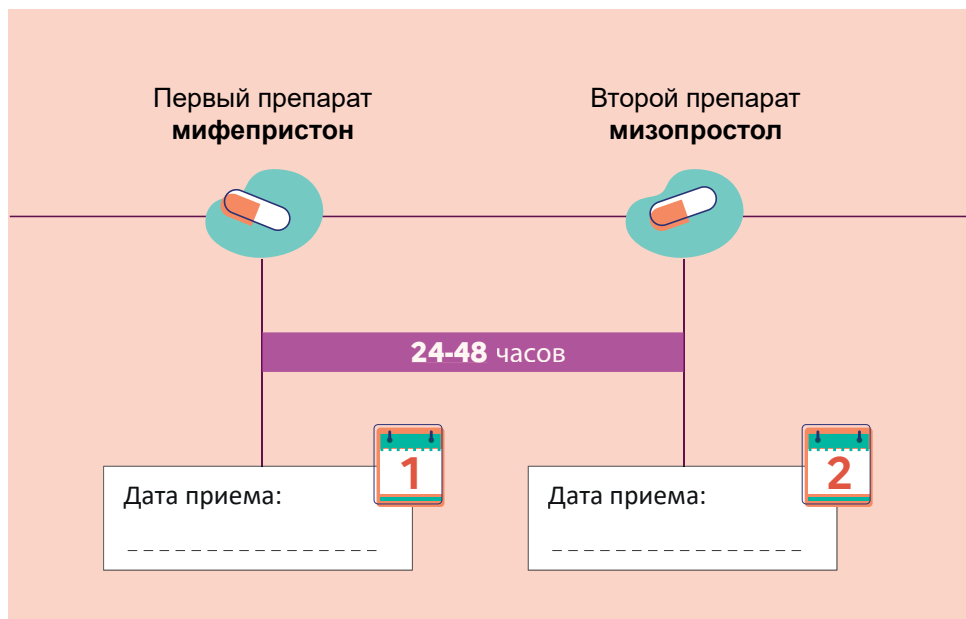 Первый препарат
мифепристон
Второй препарат
мизопростол
24-48 часов
1
Дата приема:
_ _ _ _ _ _ _ _ _ _ _ _ _ _ _ _
2
Дата приема:
_ _ _ _ _ _ _ _ _ _ _ _ _ _ _ _